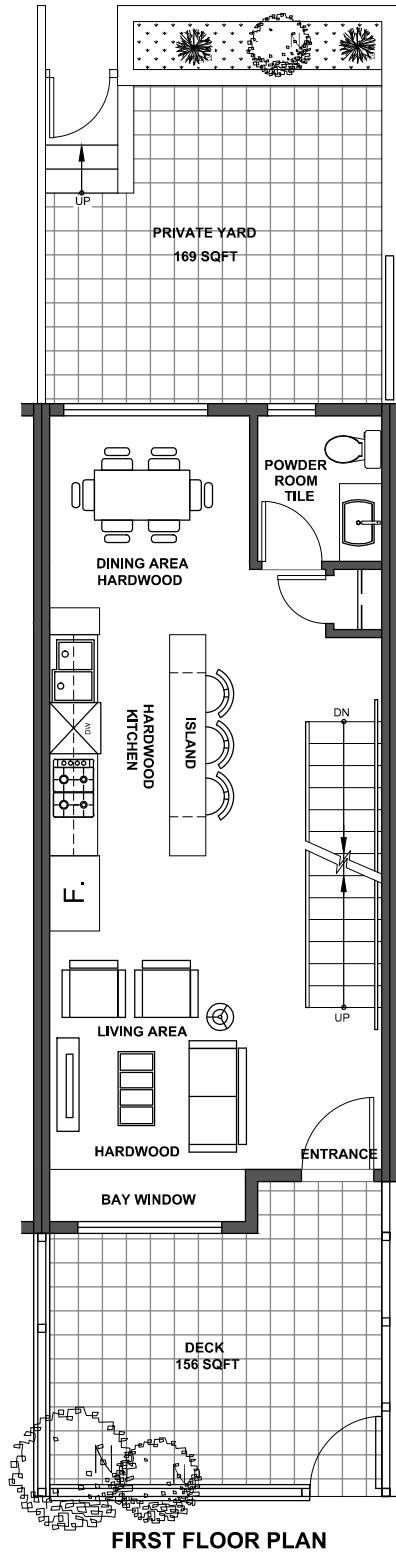 UP
PRIVATE YARD
169 SQFT
POWDER
ROOM
TILE
DINING AREA
HARDWOOD
DN
HARDWOOD
KITCHEN
ISLAND
DW
F.
UP
LIVING AREA
HARDWOOD
ENTRANCE
BAY WINDOW
DECK
156 SQFT
FIRST FLOOR PLAN